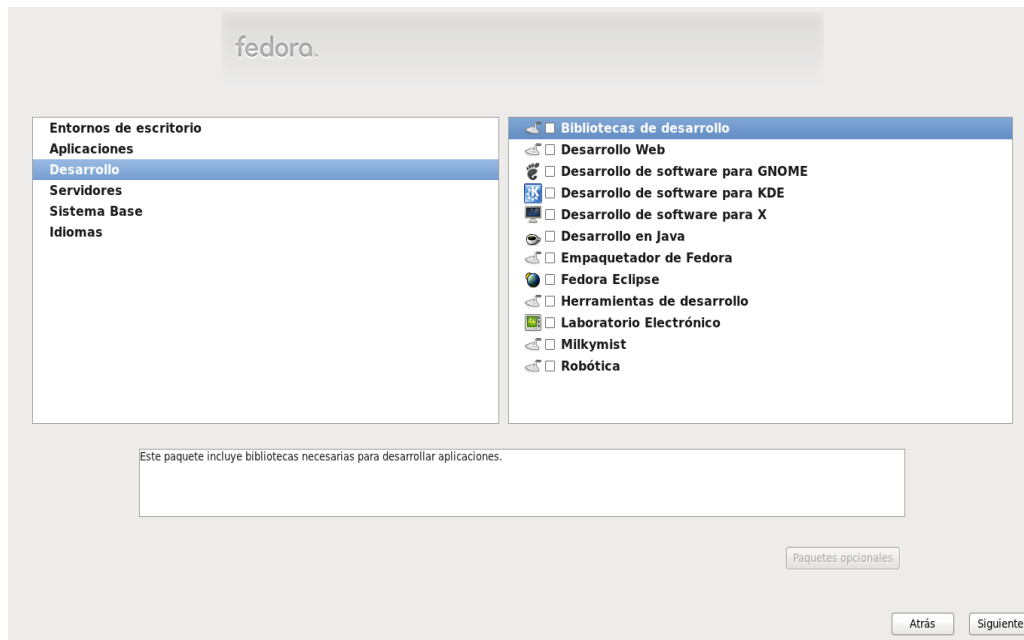 fedora
Entornos de escritorio
Aplicaciones
Desarrollo
Servidores
Sistema Base
Idiomas
Bibliotecas de desarrollo
Desarrollo Web
Desarrollo de software para GNOME
Desarrollo de software para KDE
Desarrollo de software para X
Desarrollo en Java
Empaquetador de Fedora
Fedora Eclipse
Herramientas de desarrollo
Laboratorio Electrónico
Milkymist
Robótica
Este paquete incluye bibliotecas necesarias para desarrollar aplicaciones.
Paquetes opcionales
Atrás
Siguiente